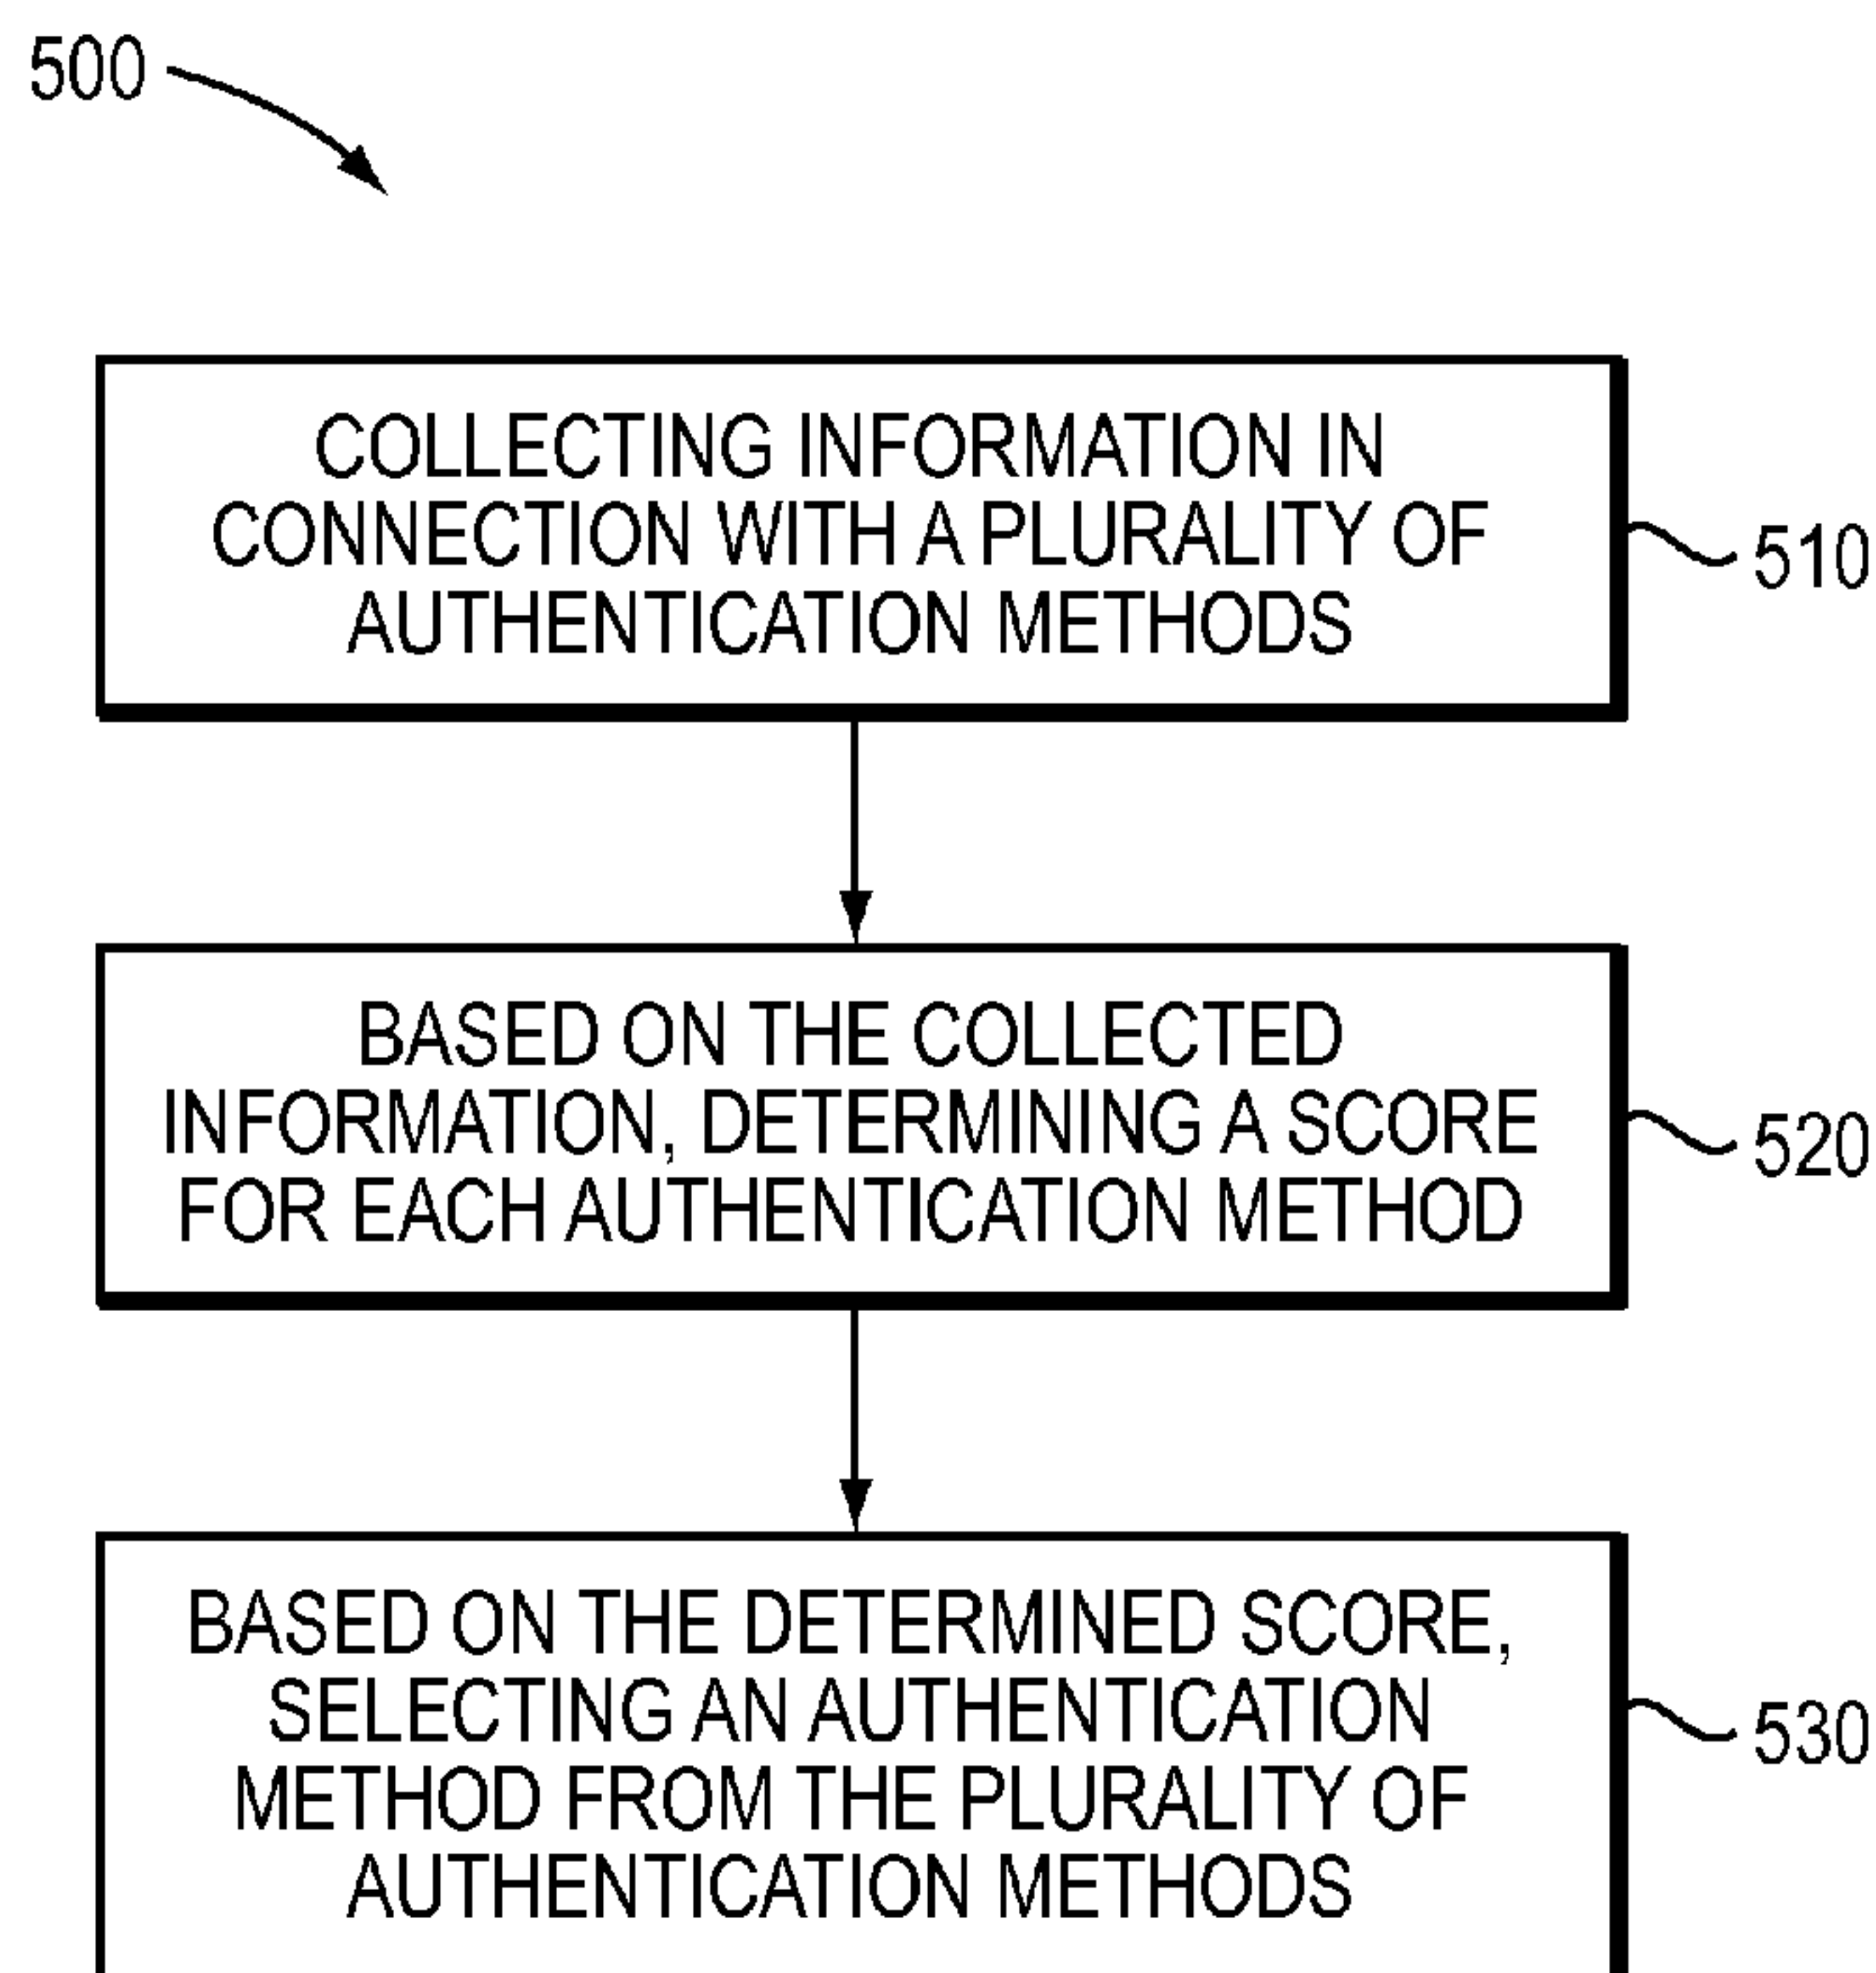 500
COLLECTING INFORMATION IN
CONNECTION WITH A PLURALITY OF
AUTHENTICATION METHODS
510
BASED ON THE COLLECTED
INFORMATION, DETERMINING A SCORE
FOR EACH AUTHENTICATION METHOD
520
BASED ON THE DETERMINED SCORE,
SELECTING AN AUTHENTICATION
METHOD FROM THE PLURALITY OF
AUTHENTICATION METHODS
530